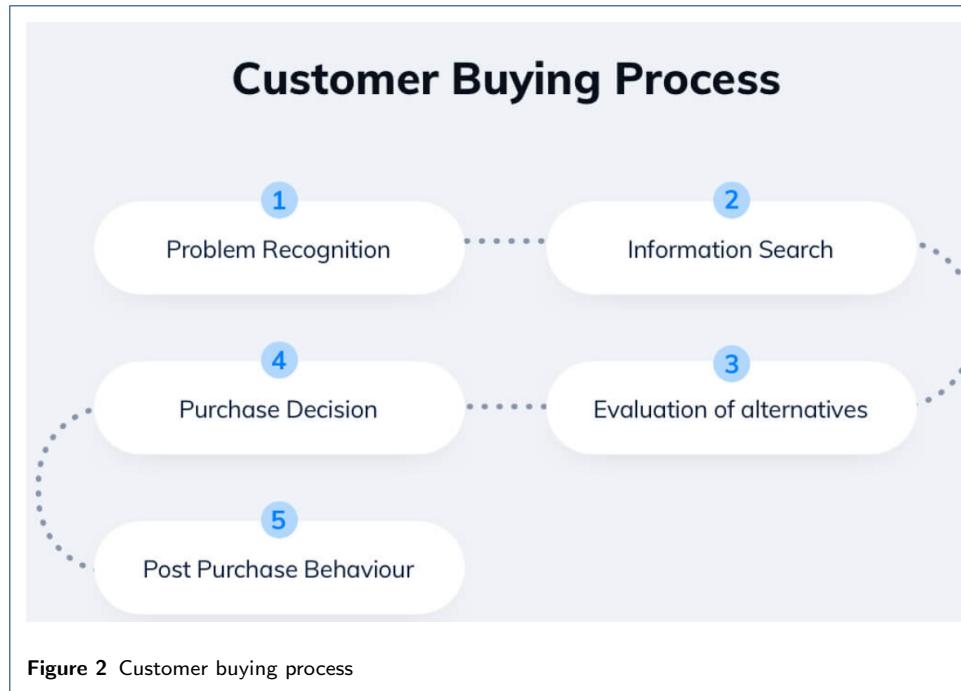 Customer Buying Process
1
Problem Recognition
2
Information Search
3
Evaluation of alternatives
4
Purchase Decision
5
Post Purchase Behaviour
Figure 2 Customer buying process